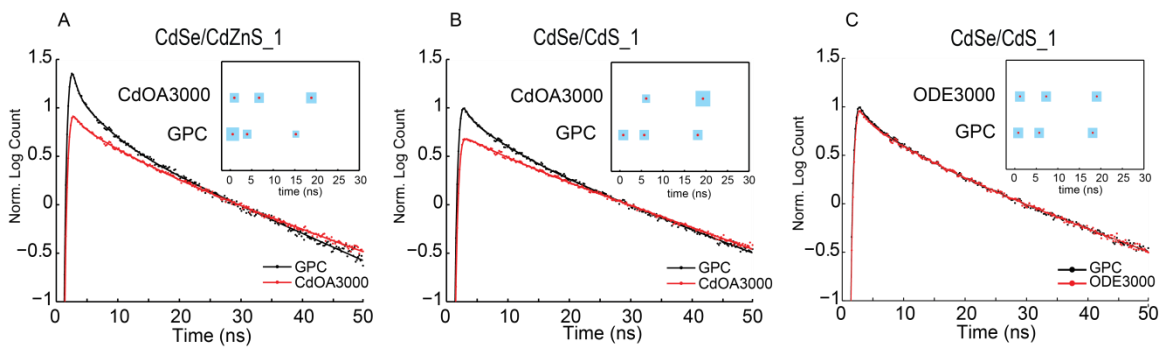 A
CdSe/CdZnS_1
Norm. Log Count
1.5
1
0.5
0
−0.5
−1
0 10 20 30 40 50
Time (ns)
CdOA3000
GPC
0 5 10 15 20 25 30
time (ns)
GPC
CdOA3000
B
CdSe/CdS_1
Norm. Log Count
1.5
1
0.5
0
−0.5
−1
0 10 20 30 40 50
Time (ns)
CdOA3000
GPC
0 5 10 15 20 25 30
time (ns)
GPC
CdOA3000
C
CdSe/CdS_1
Norm. Log Count
1.5
1
0.5
0
−0.5
−1
0 10 20 30 40 50
Time (ns)
ODE3000
GPC
0 5 10 15 20 25 30
time (ns)
GPC
ODE3000